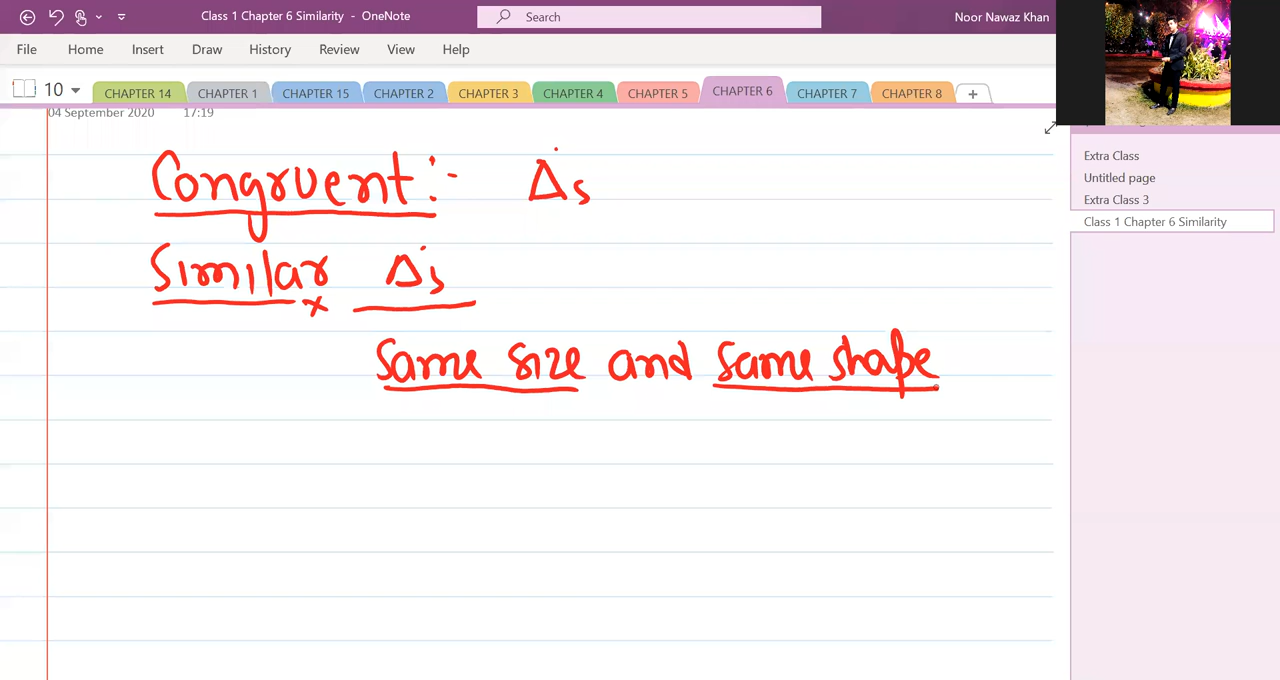 Class 1 Chapter 6 Similarity - OneNote
Search
Noor Nawaz Khan
File Home Insert Draw History Review View Help
10 CHAPTER 14 CHAPTER 1 CHAPTER 15 CHAPTER 2 CHAPTER 3 CHAPTER 4 CHAPTER 5 CHAPTER 6 CHAPTER 7 CHAPTER 8 +
04 September 2020 17:19
Congruent :- Δs
Similar Δs
same size and same shape
Extra Class
Untitled page
Extra Class 3
Class 1 Chapter 6 Similarity